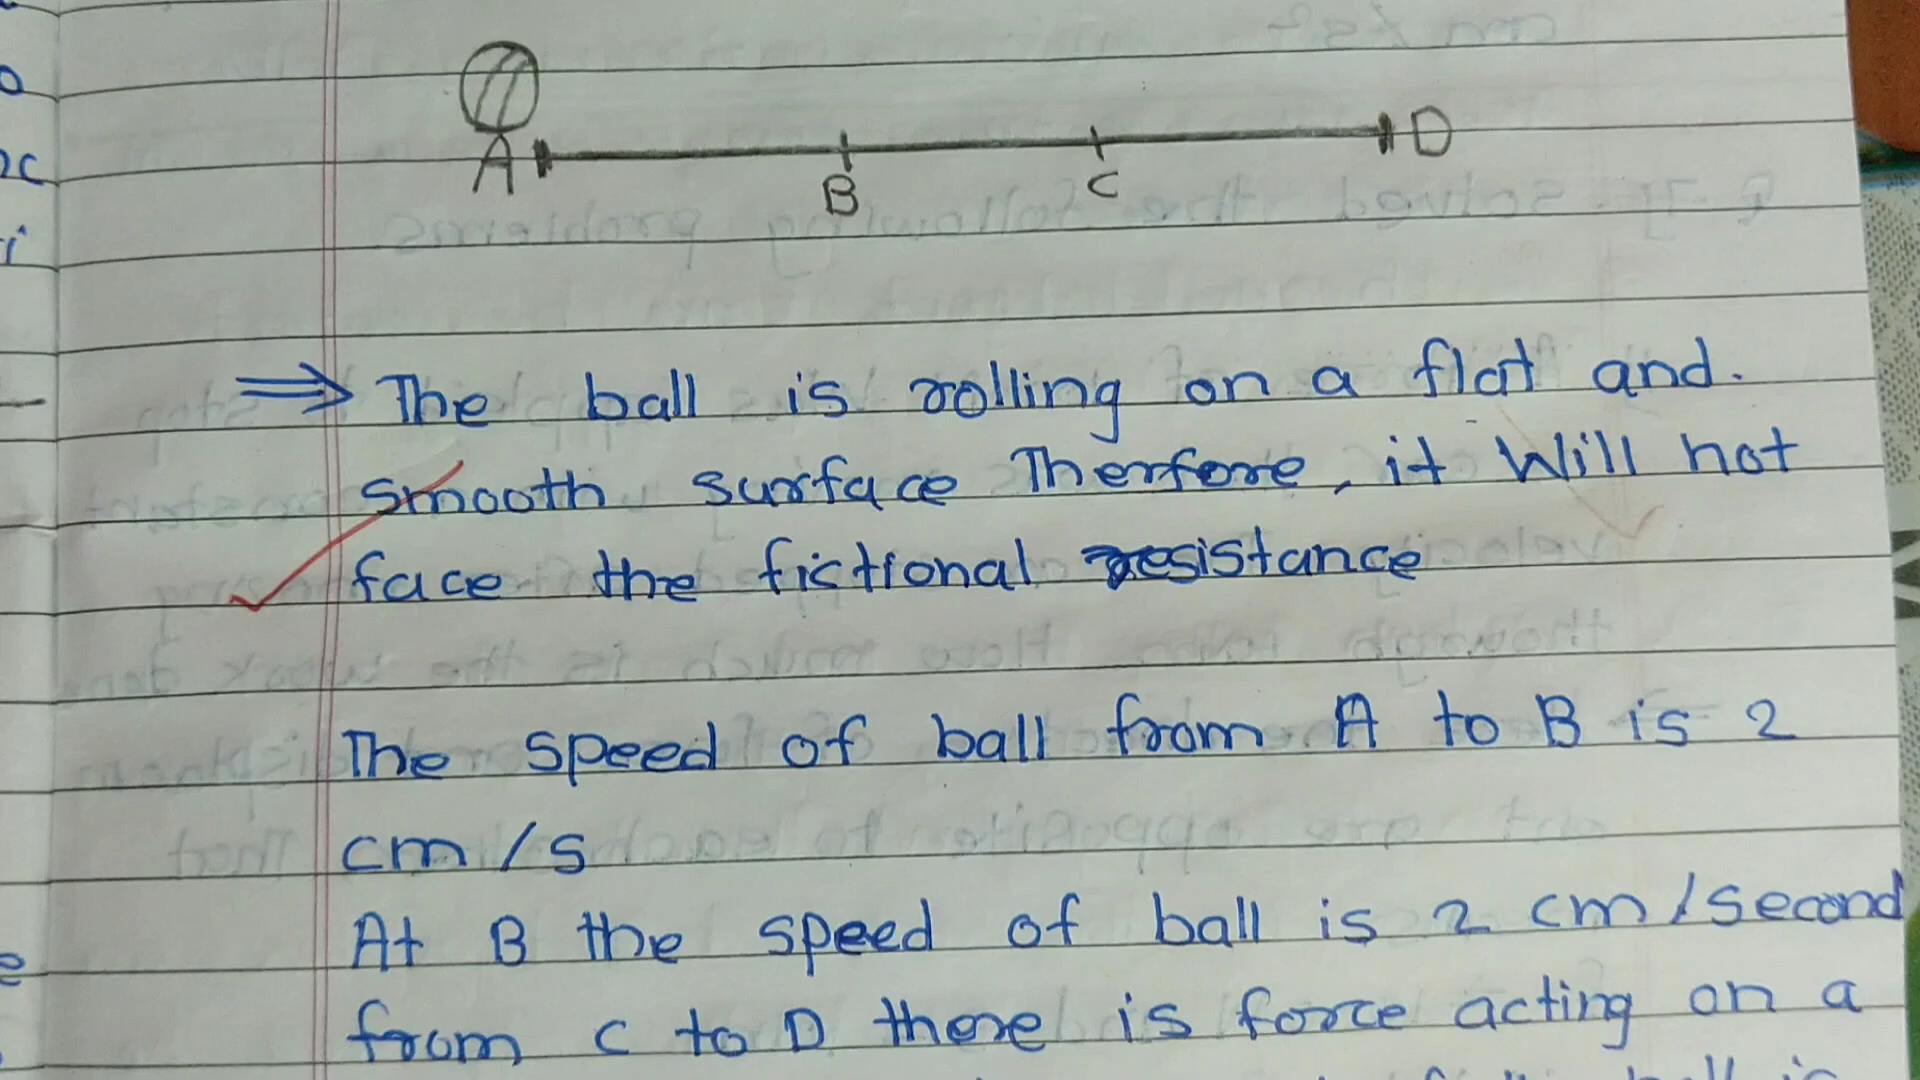 A
B
C
D
⇒ The ball is rolling on a flat and.
smooth surface Therfore, it will not
face the fictional resistance
The speed of ball from A to B is 2
cm/s
At B the speed of ball is 2 cm/second
from C to D there is force acting on a
ball is